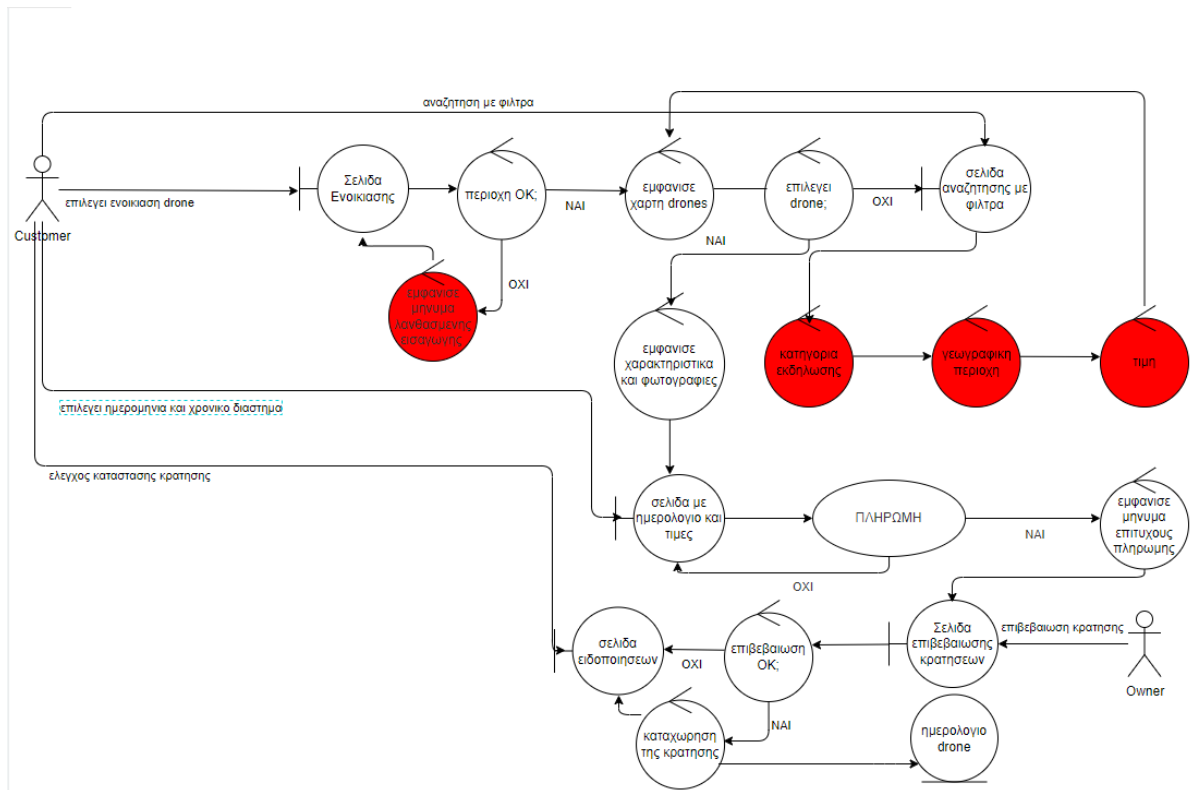 αναζητηση με φιλτρα
Σελιδα
Ενοικιασης
περιοχη ΟΚ;
ΝΑΙ
εμφανισε
χαρτη drones
επιλεγει
drone;
ΟΧΙ
σελιδα
αναζητησης με
φιλτρα
επιλεγει ενοικιαση drone
Customer
ΝΑΙ
ΟΧΙ
εμφανισε
μηνυμα
λανθασμενης
εισαγωγης
εμφανισε
χαρακτηριστικα
και φωτογραφιες
κατηγορια
εκδηλωσης
γεωγραφικη
περιοχη
τιμη
επιλεγει ημερομηνια και χρονικο διαστημα
ελεγχος καταστασης κρατησης
σελιδα με
ημερολογιο και
τιμες
ΠΛΗΡΩΜΗ
ΝΑΙ
εμφανισε
μηνυμα
επιτυχους
πληρωμης
ΟΧΙ
σελιδα
ειδοποιησεων
ΟΧΙ
επιβεβαιωση
ΟΚ;
Σελιδα
επιβεβαιωσης
κρατησεων
επιβεβαιωση κρατησης
Owner
ΝΑΙ
καταχωρηση
της κρατησης
ημερολογιο
drone